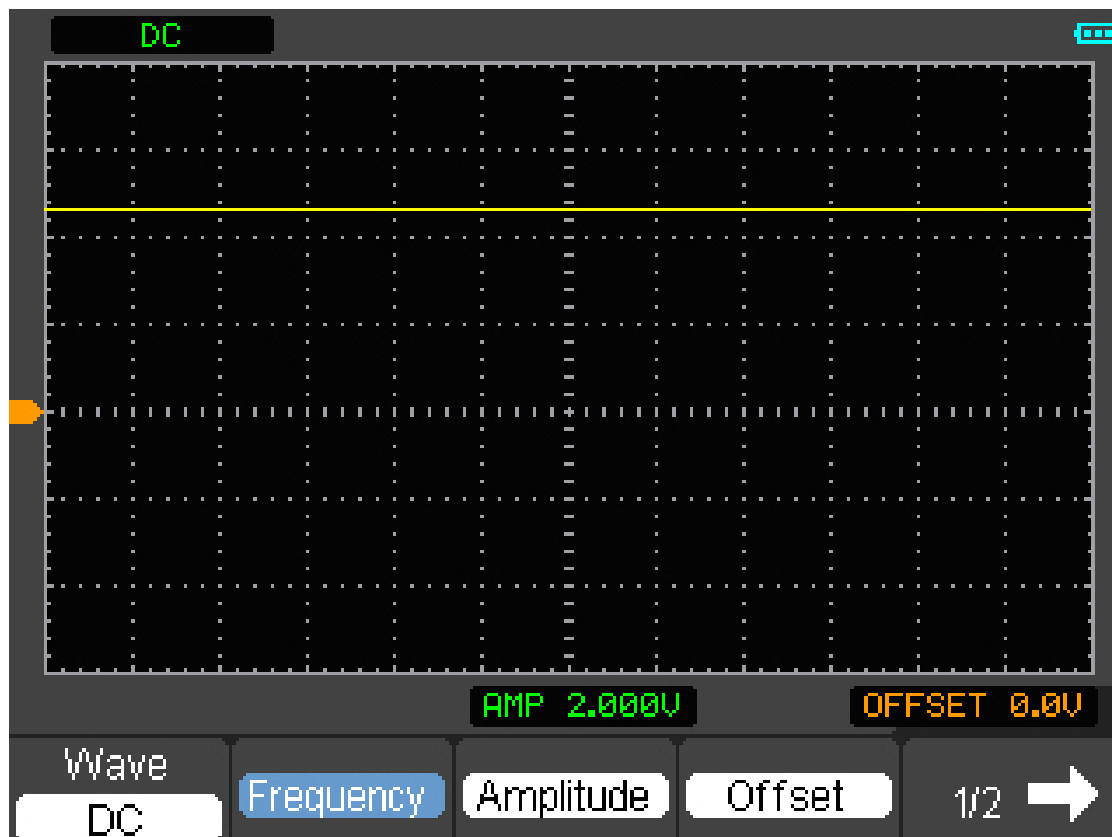 DC
AMP 2.000V
OFFSET 0.0V
Wave
DC
Frequency
Amplitude
Offset
1/2